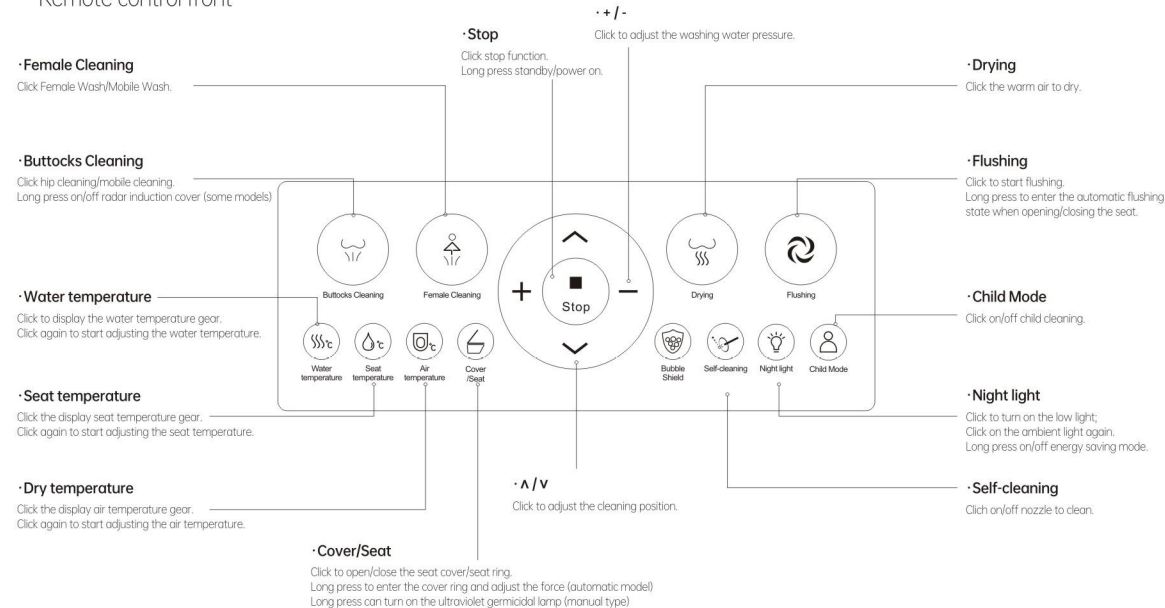 Remote control front
·+/-
Click to adjust the washing water pressure.
·Stop
Click stop function.
Long press standby/power on.
·Female Cleaning
Click Female Wash/Mobile Wash.
·Drying
Click the warm air to dry.
·Buttocks Cleaning
Click hip cleaning/mobile cleaning.
Long press on/off radar induction cover (some models)
·Flushing
Click to start flushing.
Long press to enter the automatic flushing
state when opening/closing the seat.
Buttocks Cleaning
Female Cleaning
+
Stop
−
Drying
Flushing
·Water temperature
Click to display the water temperature gear.
Click again to start adjusting the water temperature.
·Child Mode
Click on/off child cleaning.
°C
°C
°C
Water
temperature
Seat
temperature
Air
temperature
Cover
/Seat
Bubble
Shield
Self-cleaning
Night light
Child Mode
·Seat temperature
Click the display seat temperature gear.
Click again to start adjusting the seat temperature.
·Night light
Click to turn on the low light;
Click on the ambient light again.
Long press on/off energy saving mode.
·Dry temperature
Click the display air temperature gear.
Click again to start adjusting the air temperature.
·∧/∨
Click to adjust the cleaning position.
·Self-cleaning
Clich on/off nozzle to clean.
·Cover/Seat
Click to open/close the seat cover/seat ring.
Long press to enter the cover ring and adjust the force (automatic model)
Long press can turn on the ultraviolet germicidal lamp (manual type)